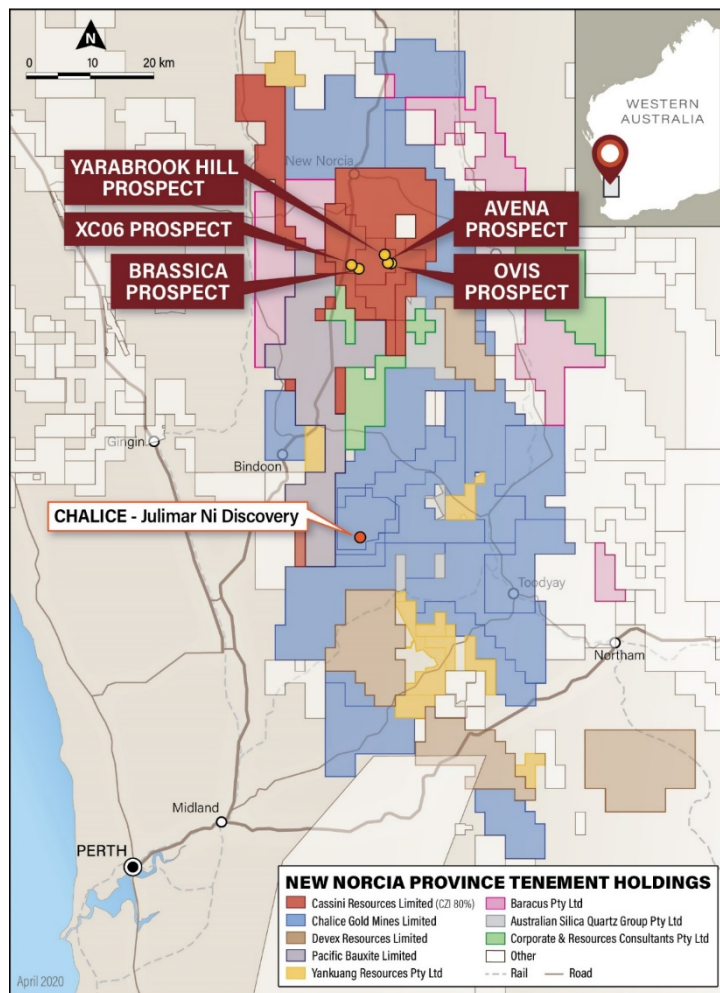 N
0 10 20 km
WESTERN
AUSTRALIA
New Norcia
YARABROOK HILL
PROSPECT
XC06 PROSPECT
BRASSICA
PROSPECT
AVENA
PROSPECT
OVIS
PROSPECT
Gingin
Bindoon
CHALICE - Julimar Ni Discovery
Toodyay
Northam
Midland
PERTH
NEW NORCIA PROVINCE TENEMENT HOLDINGS
Cassini Resources Limited (CZI 80%)
Chalice Gold Mines Limited
Devex Resources Limited
Pacific Bauxite Limited
Yankuang Resources Pty Ltd
Baracus Pty Ltd
Australian Silica Quartz Group Pty Ltd
Corporate & Resources Consultants Pty Ltd
Other
Rail
Road
April 2020